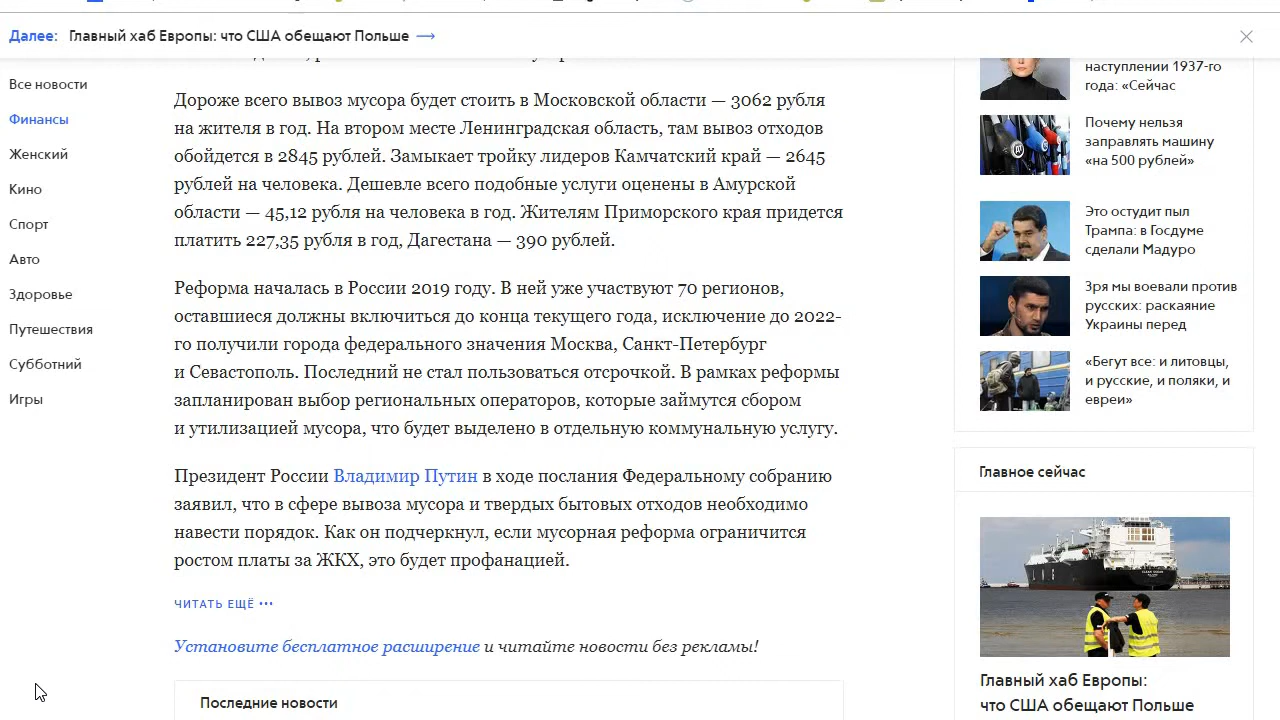 Далее: Главный хаб Европы: что США обещают Польше →
Все новости
Финансы
Женский
Кино
Спорт
Авто
Здоровье
Путешествия
Субботний
Игры
Дороже всего вывоз мусора будет стоить в Московской области — 3062 рубля
на жителя в год. На втором месте Ленинградская область, там вывоз отходов
обойдется в 2845 рублей. Замыкает тройку лидеров Камчатский край — 2645
рублей на человека. Дешевле всего подобные услуги оценены в Амурской
области — 45,12 рубля на человека в год. Жителям Приморского края придется
платить 227,35 рубля в год, Дагестана — 390 рублей.
Реформа началась в России 2019 году. В ней уже участвуют 70 регионов,
оставшиеся должны включиться до конца текущего года, исключение до 2022-
го получили города федерального значения Москва, Санкт-Петербург
и Севастополь. Последний не стал пользоваться отсрочкой. В рамках реформы
запланирован выбор региональных операторов, которые займутся сбором
и утилизацией мусора, что будет выделено в отдельную коммунальную услугу.
Президент России Владимир Путин в ходе послания Федеральному собранию
заявил, что в сфере вывоза мусора и твердых бытовых отходов необходимо
навести порядок. Как он подчеркнул, если мусорная реформа ограничится
ростом платы за ЖКХ, это будет профанацией.
ЧИТАТЬ ЕЩЁ •••
Установите бесплатное расширение и читайте новости без рекламы!
Последние новости
наступлении 1937-го
года: «Сейчас
Почему нельзя
заправлять машину
«на 500 рублей»
Это остудит пыл
Трампа: в Госдуме
сделали Мадуро
Зря мы воевали против
русских: раскаяние
Украины перед
«Бегут все: и литовцы,
и русские, и поляки, и
евреи»
Главное сейчас
L N G
Главный хаб Европы:
что США обещают Польше